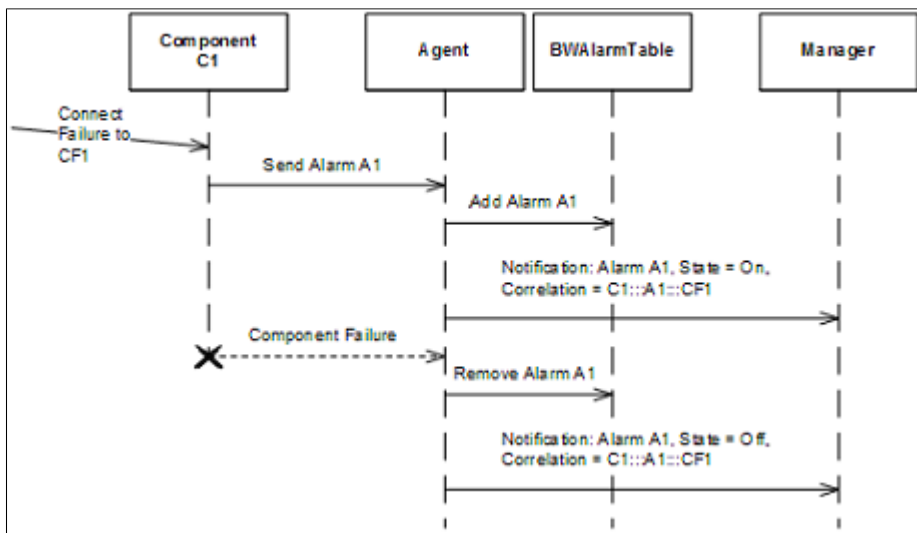 Component
C1
Agent
BWAlarmTable
Manager
Connect
Failure to
CF1
Send Alarm A1
Add Alarm A1
Notification: Alarm A1, State = On,
Correlation = C1:::A1:::CF1
Component Failure
Remove Alarm A1
Notification: Alarm A1, State = Off,
Correlation = C1:::A1:::CF1